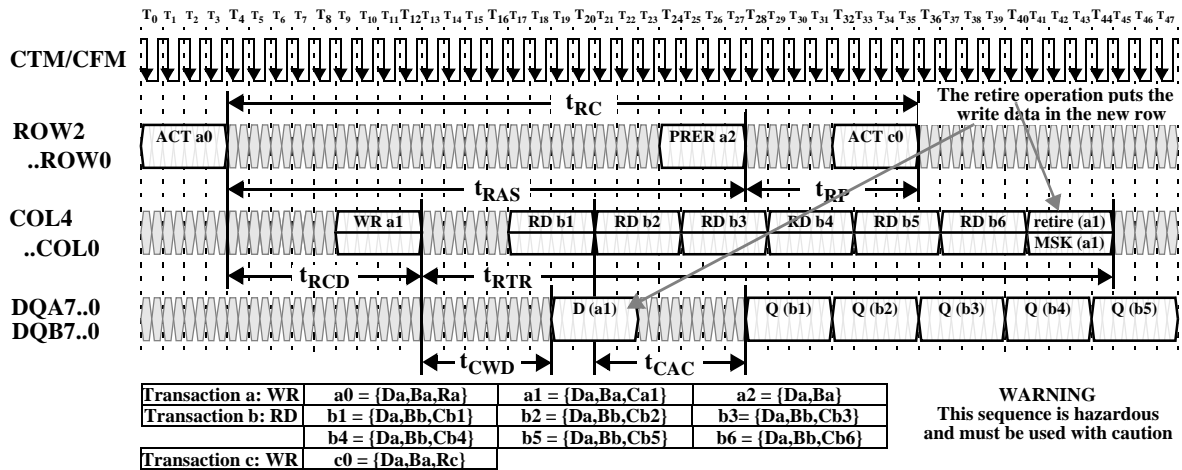 T0 T1 T2 T3 T4 T5 T6 T7 T8 T9 T10 T11 T12 T13 T14 T15 T16 T17 T18 T19 T20 T21 T22 T23 T24 T25 T26 T27 T28 T29 T30 T31 T32 T33 T34 T35 T36 T37 T38 T39 T40 T41 T42 T43 T44 T45 T46 T47
CTM/CFM
tRC
The retire operation puts the
write data in the new row
ROW2
..ROW0
ACT a0 PRER a2 ACT c0
tRAS tRP
COL4
..COL0
WR a1 RD b1 RD b2 RD b3 RD b4 RD b5 RD b6 retire (a1)
MSK (a1)
tRCD tRTR
DQA7..0
DQB7..0
D (a1) Q (b1) Q (b2) Q (b3) Q (b4) Q (b5)
tCWD tCAC
Transaction a: WR a0 = {Da,Ba,Ra} a1 = {Da,Ba,Ca1} a2 = {Da,Ba}
Transaction b: RD b1 = {Da,Bb,Cb1} b2 = {Da,Bb,Cb2} b3= {Da,Bb,Cb3}
b4 = {Da,Bb,Cb4} b5 = {Da,Bb,Cb5} b6 = {Da,Bb,Cb6}
Transaction c: WR c0 = {Da,Ba,Rc}
WARNING
This sequence is hazardous
and must be used with caution